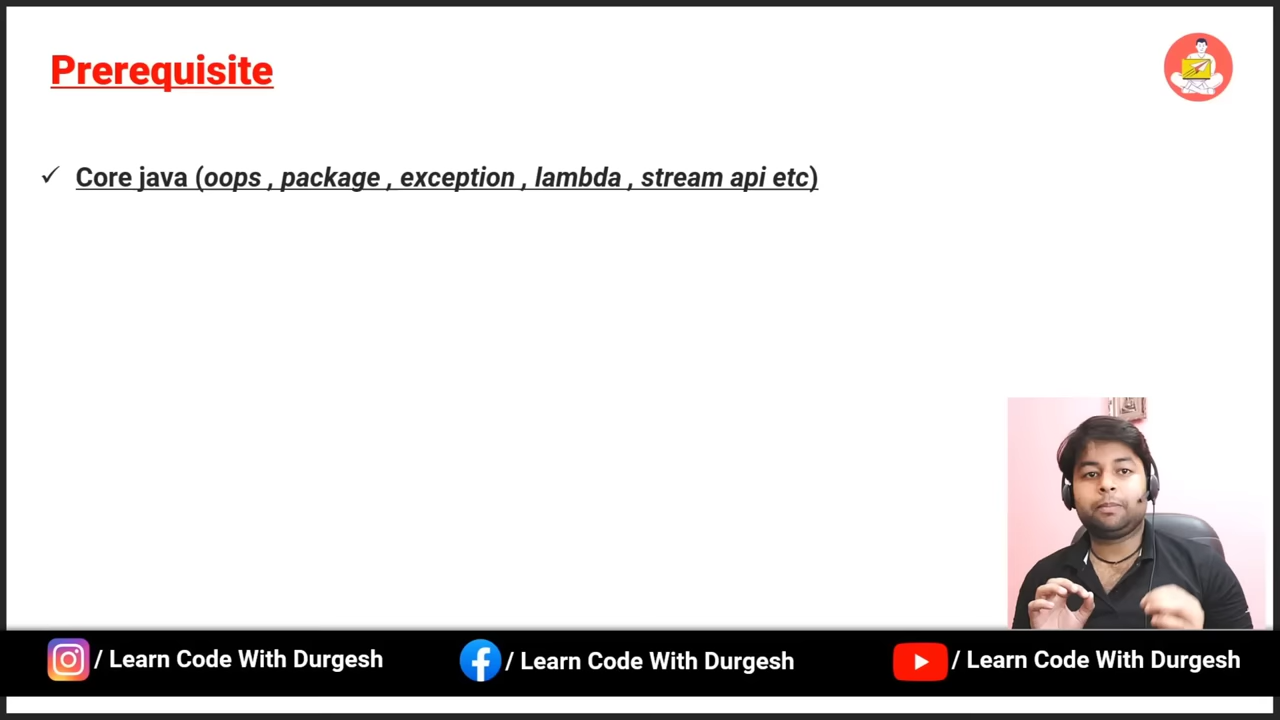 Prerequisite
✓ Core java (oops , package , exception , lambda , stream api etc)
/ Learn Code With Durgesh
/ Learn Code With Durgesh
/ Learn Code With Durgesh